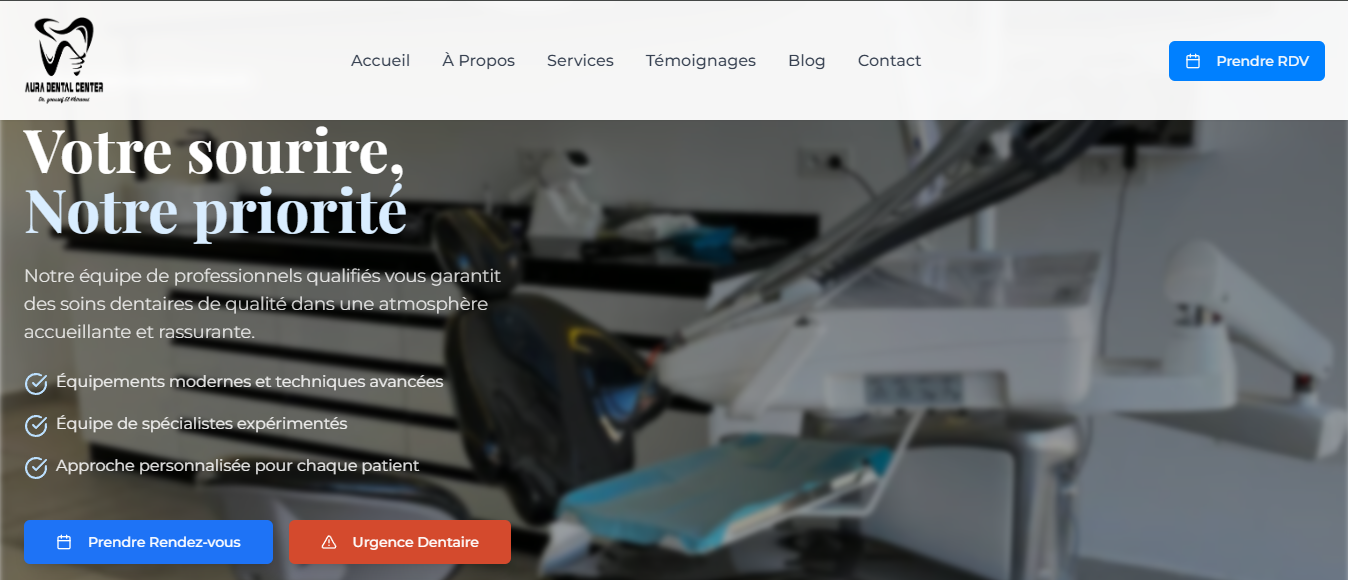 AURA DENTAL CENTER
Accueil
À Propos
Services
Témoignages
Blog
Contact
Prendre RDV
Votre sourire,
Notre priorité
Notre équipe de professionnels qualifiés vous garantit
des soins dentaires de qualité dans une atmosphère
accueillante et rassurante.
Équipements modernes et techniques avancées
Équipe de spécialistes expérimentés
Approche personnalisée pour chaque patient
Prendre Rendez-vous
Urgence Dentaire